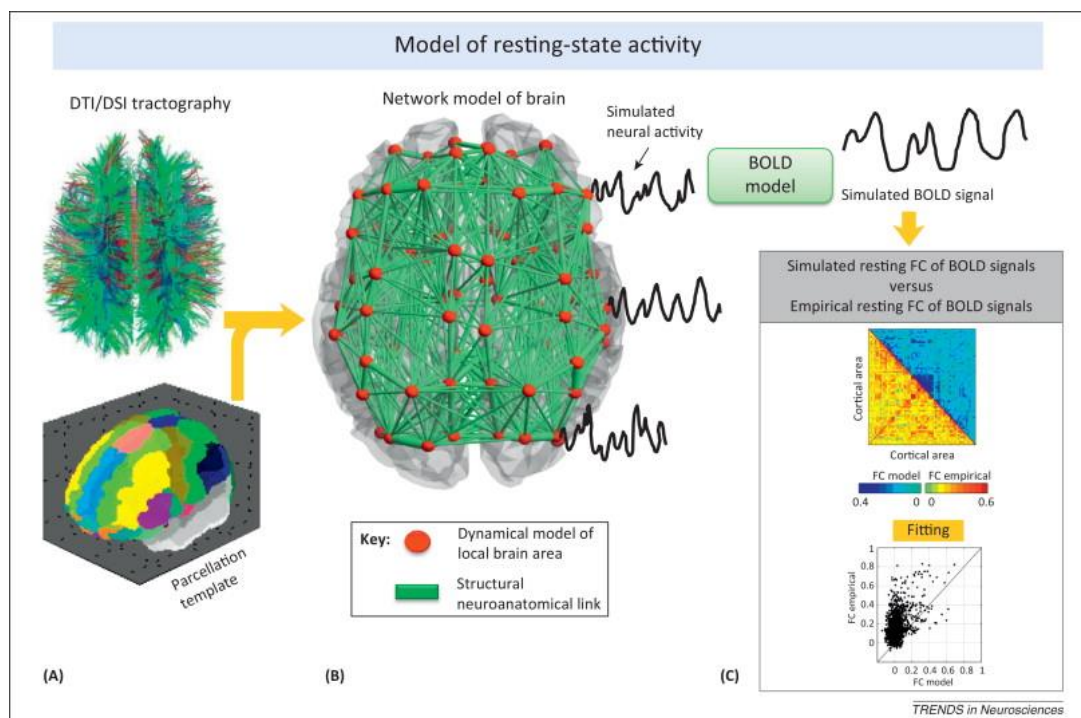 Model of resting-state activity
DTI/DSI tractography
Network model of brain
Simulated
neural activity
BOLD
model
Simulated BOLD signal
Simulated resting FC of BOLD signals
versus
Empirical resting FC of BOLD signals
Cortical area
Cortical area
FC model
FC empirical
0.4
0
0
0.6
Fitting
1
0.8
0.6
0.4
0.2
0
FC empirical
0 0.2 0.4 0.6 0.8 1
FC model
Parcellation
template
Key:
Dynamical model of
local brain area
Structural
neuroanatomical link
(A)
(B)
(C)
TRENDS in Neurosciences